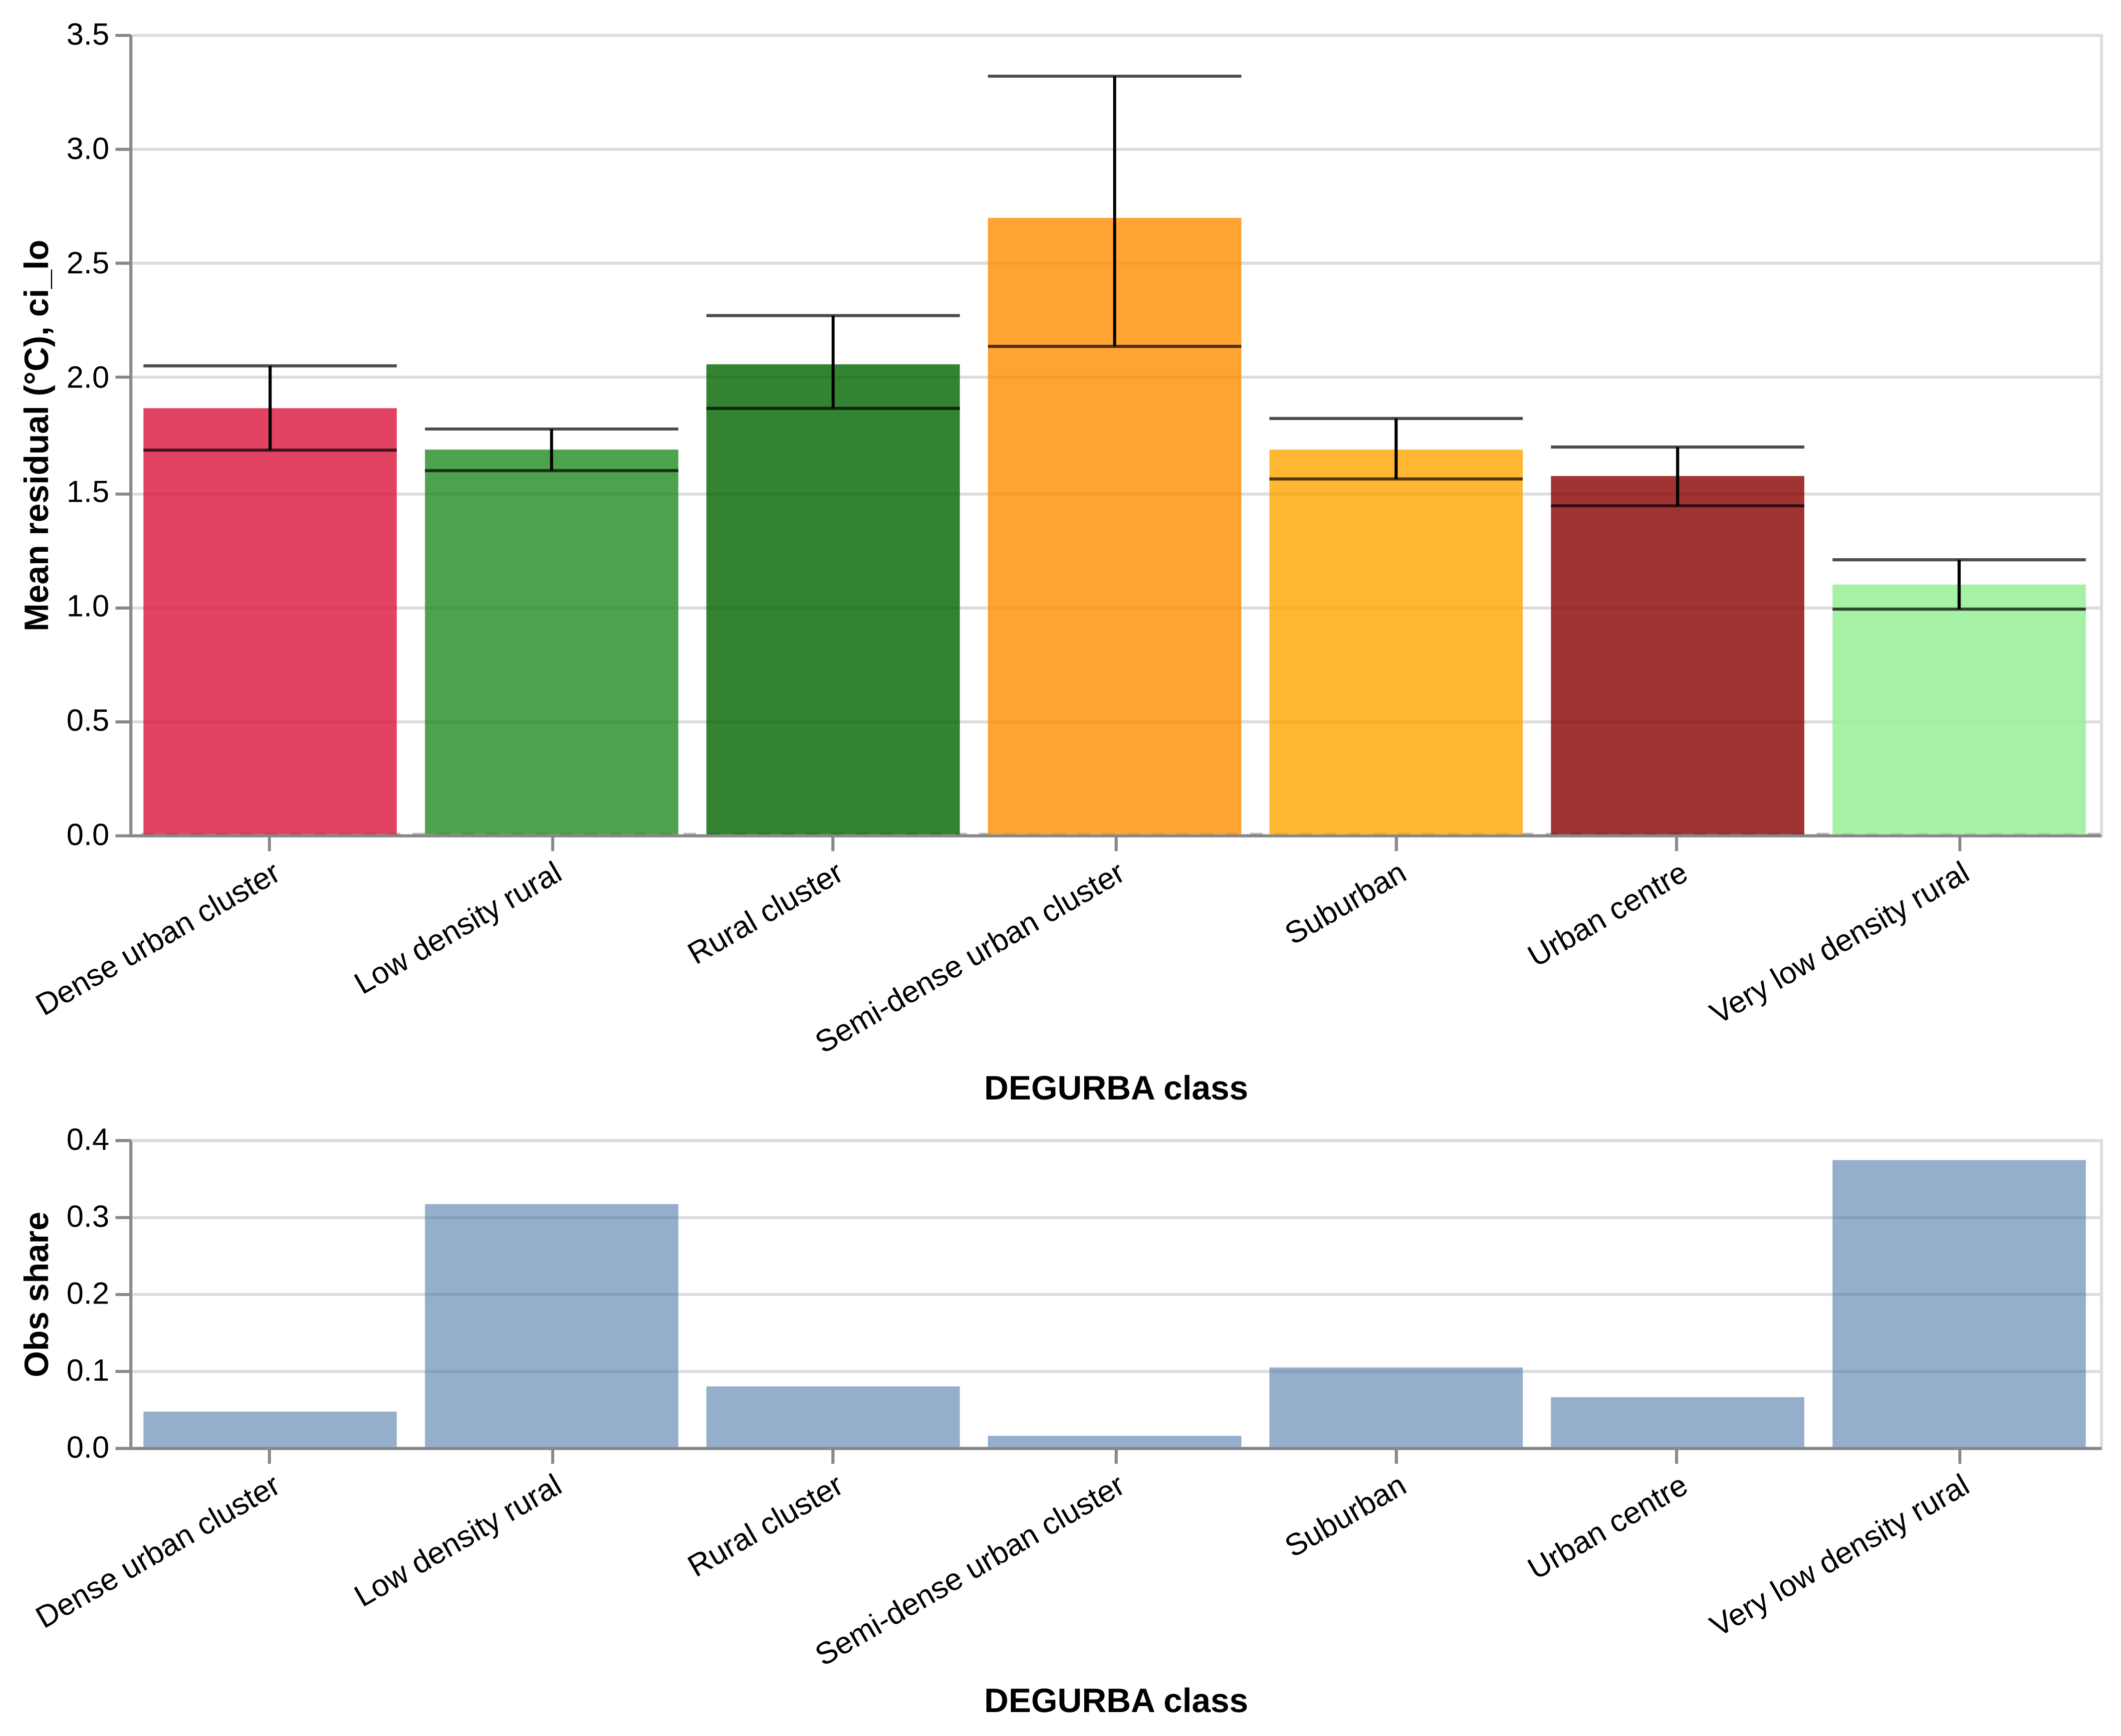 Mean residual (°C), ci_lo
3.5
3.0
2.5
2.0
1.5
1.0
0.5
0.0
Dense urban cluster
Low density rural
Rural cluster
Semi-dense urban cluster
Suburban
Urban centre
Very low density rural
DEGURBA class
Obs share
0.4
0.3
0.2
0.1
0.0
Dense urban cluster
Low density rural
Rural cluster
Semi-dense urban cluster
Suburban
Urban centre
Very low density rural
DEGURBA class